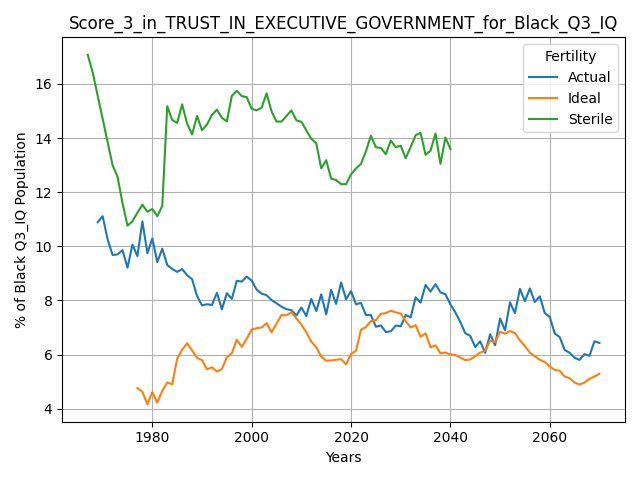 Score_3_in_TRUST_IN_EXECUTIVE_GOVERNMENT_for_Black_Q3_IQ
Fertility
Actual
Ideal
Sterile
% of Black Q3_IQ Population
16
14
12
10
8
6
4
1980 2000 2020 2040 2060
Years